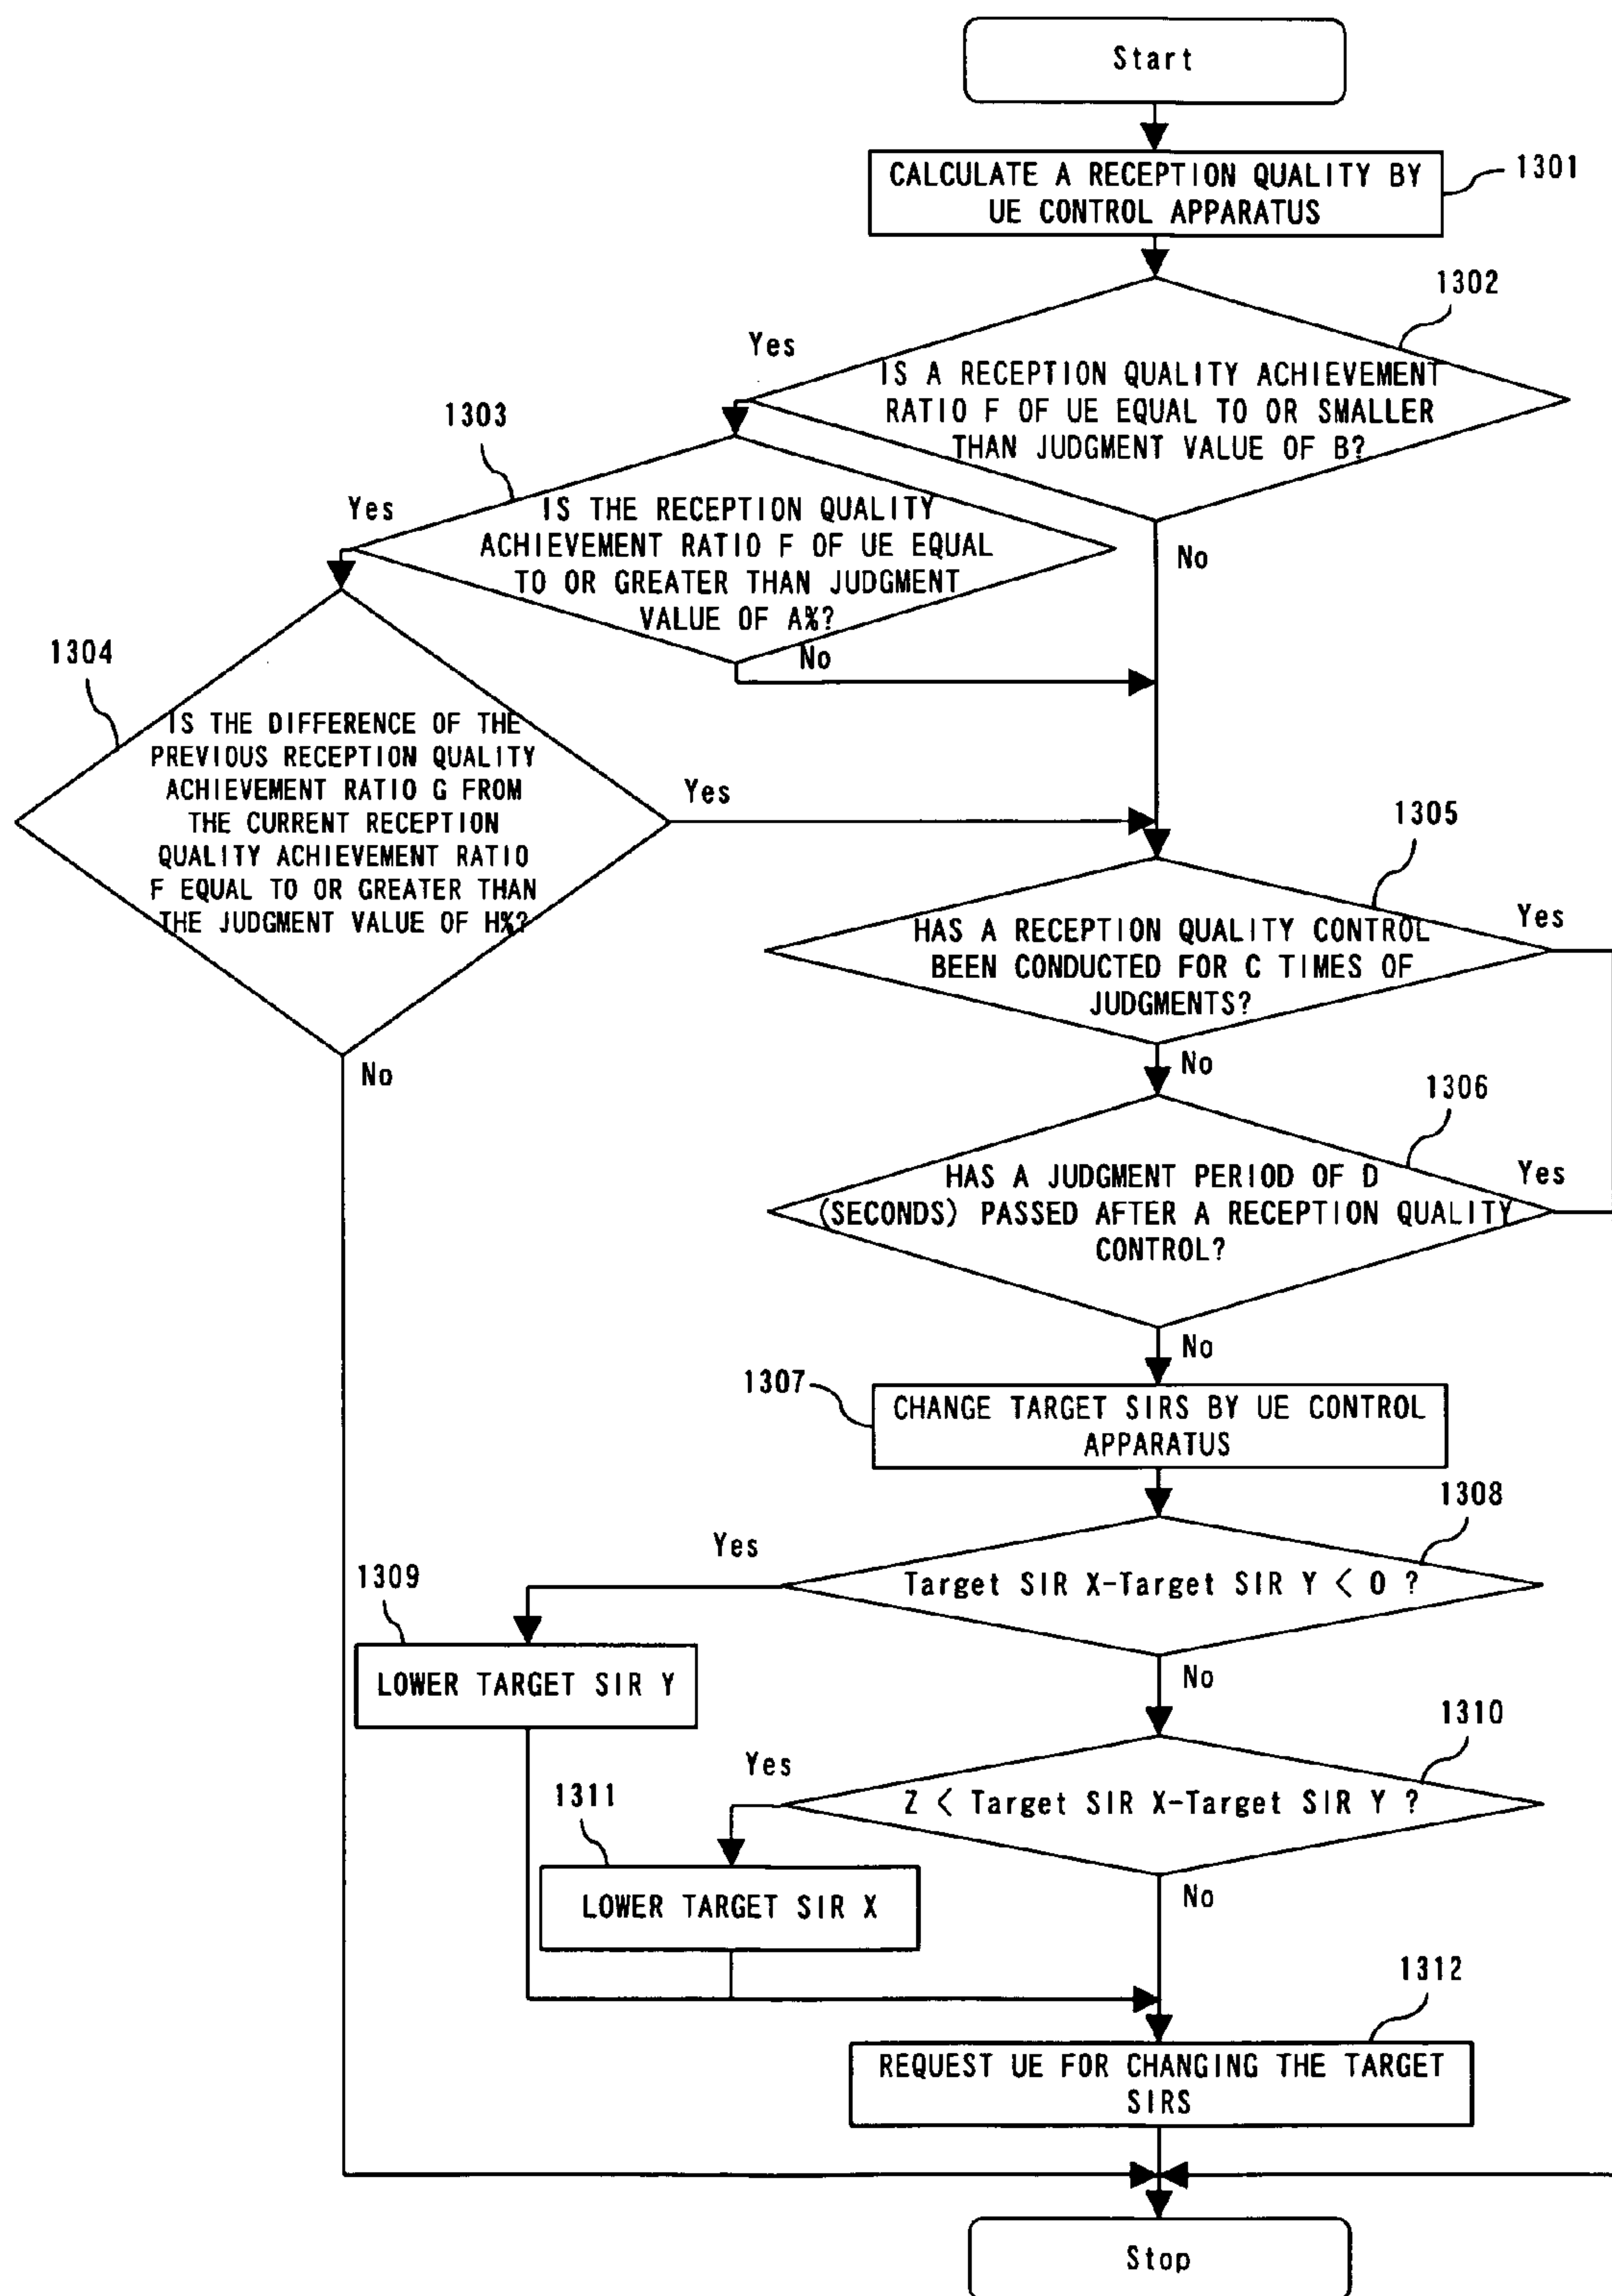 Start
CALCULATE A RECEPTION QUALITY BY
UE CONTROL APPARATUS
1301
1302
Yes
IS A RECEPTION QUALITY ACHIEVEMENT
RATIO F OF UE EQUAL TO OR SMALLER
THAN JUDGMENT VALUE OF B?
No
1303
Yes
IS THE RECEPTION QUALITY
ACHIEVEMENT RATIO F OF UE EQUAL
TO OR GREATER THAN JUDGMENT
VALUE OF A%?
No
1304
IS THE DIFFERENCE OF THE
PREVIOUS RECEPTION QUALITY
ACHIEVEMENT RATIO G FROM
THE CURRENT RECEPTION
QUALITY ACHIEVEMENT RATIO
F EQUAL TO OR GREATER THAN
THE JUDGMENT VALUE OF H%?
Yes
No
1305
HAS A RECEPTION QUALITY CONTROL
BEEN CONDUCTED FOR C TIMES OF
JUDGMENTS?
Yes
No
1306
HAS A JUDGMENT PERIOD OF D
(SECONDS) PASSED AFTER A RECEPTION QUALITY
CONTROL?
Yes
No
1307
CHANGE TARGET SIRS BY UE CONTROL
APPARATUS
1308
Yes
Target SIR X-Target SIR Y < 0 ?
No
1309
LOWER TARGET SIR Y
1310
Yes
Z < Target SIR X-Target SIR Y ?
No
1311
LOWER TARGET SIR X
1312
REQUEST UE FOR CHANGING THE TARGET
SIRS
Stop